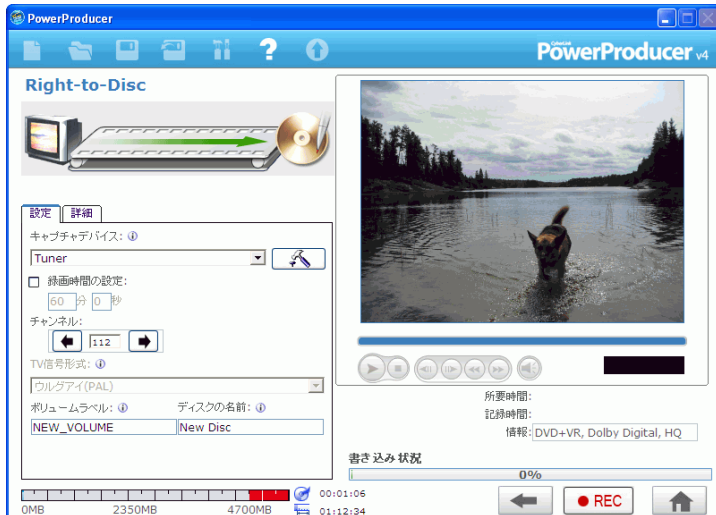 PowerProducer
CyberLink
PowerProducer v4
Right-to-Disc
設定 詳細
キャプチャデバイス:
Tuner
録画時間の設定:
60 分 0 秒
チャンネル:
112
TV信号形式:
ウルグアイ(PAL)
ボリュームラベル: ディスクの名前:
NEW_VOLUME New Disc
所要時間:
記録時間:
情報: DVD+VR, Dolby Digital, HQ
書き込み状況
0%
0MB 2350MB 4700MB
00:01:06
01:12:34
REC